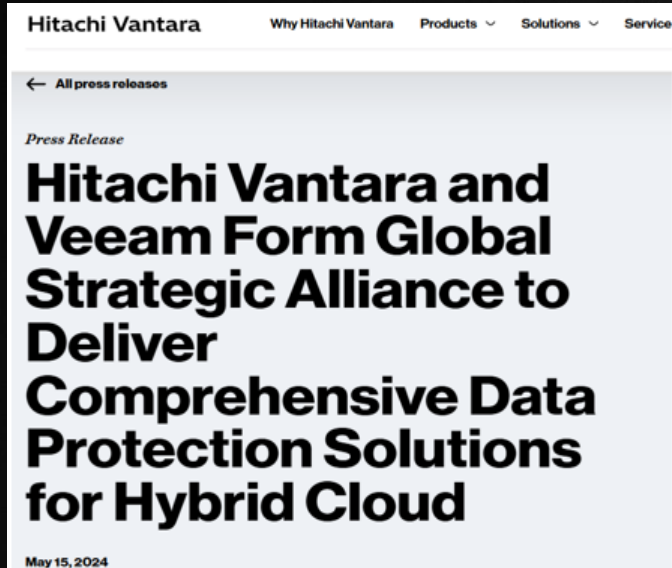 Hitachi Vantara Why Hitachi Vantara Products Solutions Service
← All press releases
Press Release
Hitachi Vantara and
Veeam Form Global
Strategic Alliance to
Deliver
Comprehensive Data
Protection Solutions
for Hybrid Cloud
May 15, 2024